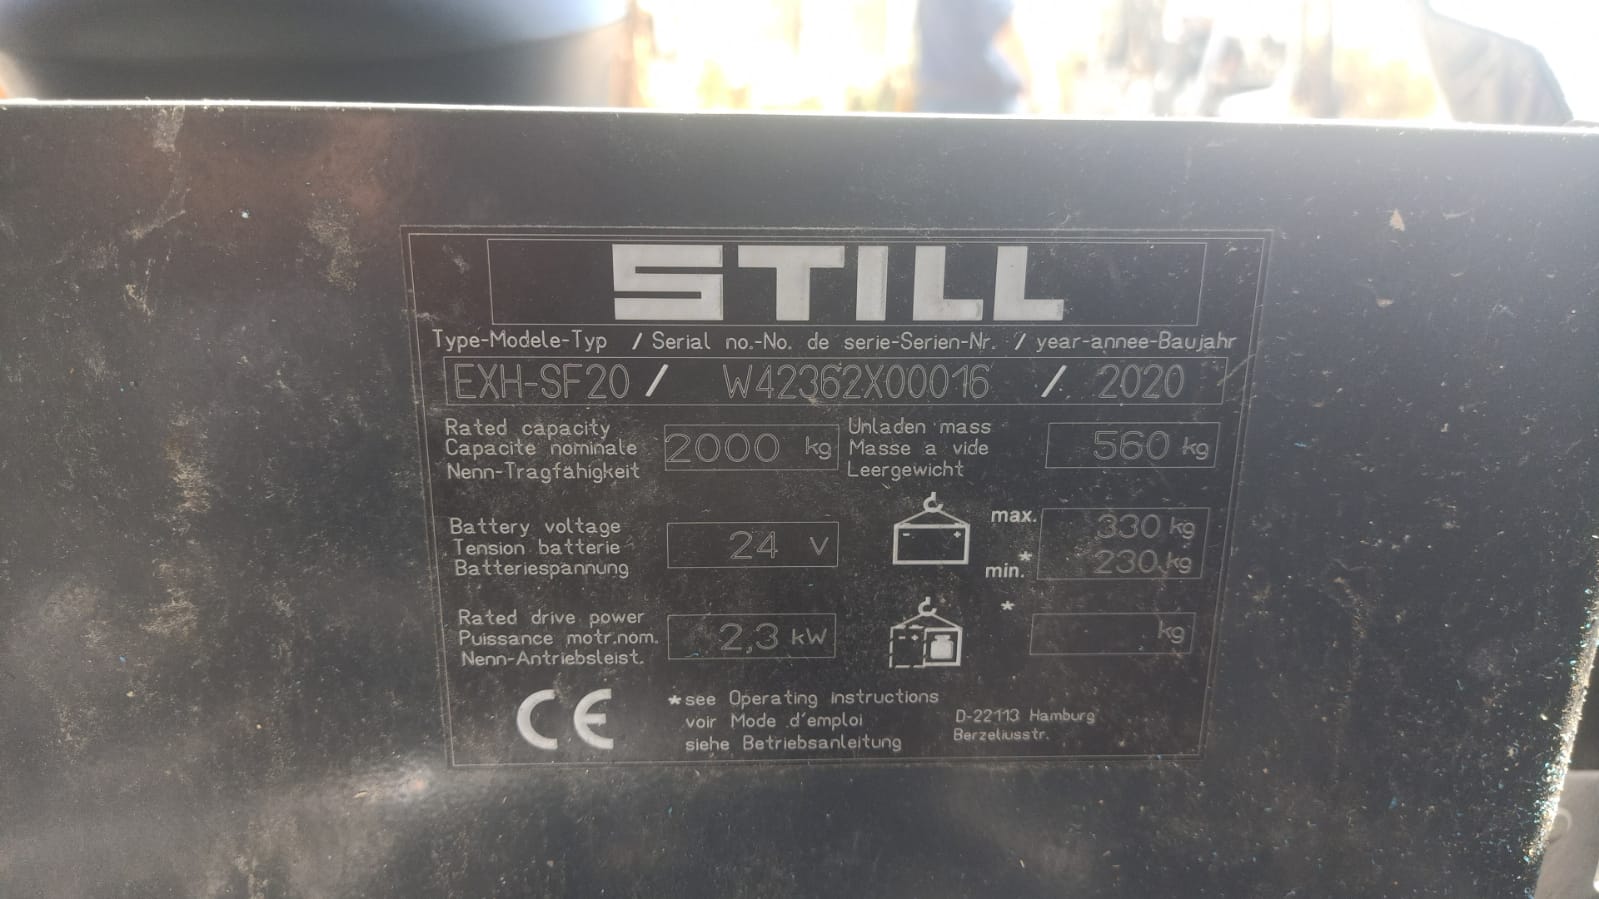 STILL
Type-Modele-Typ / Serial no.-No. de serie-Serien-Nr. / year-annee-Baujahr
EXH-SF20 / W42362X00016 / 2020
Rated capacity
Capacite nominale
Nenn-Tragfähigkeit
2000 kg
Unladen mass
Masse a vide
Leergewicht
560 kg
Battery voltage
Tension batterie
Batteriespannung
24 V
max. 330 kg
min.* 230 kg
Rated drive power
Puissance motr.nom.
Nenn-Antriebsleist.
2,3 kW
* kg
CE
*see Operating instructions
voir Mode d'emploi
siehe Betriebsanleitung
D-22113 Hamburg
Berzeliusstr.